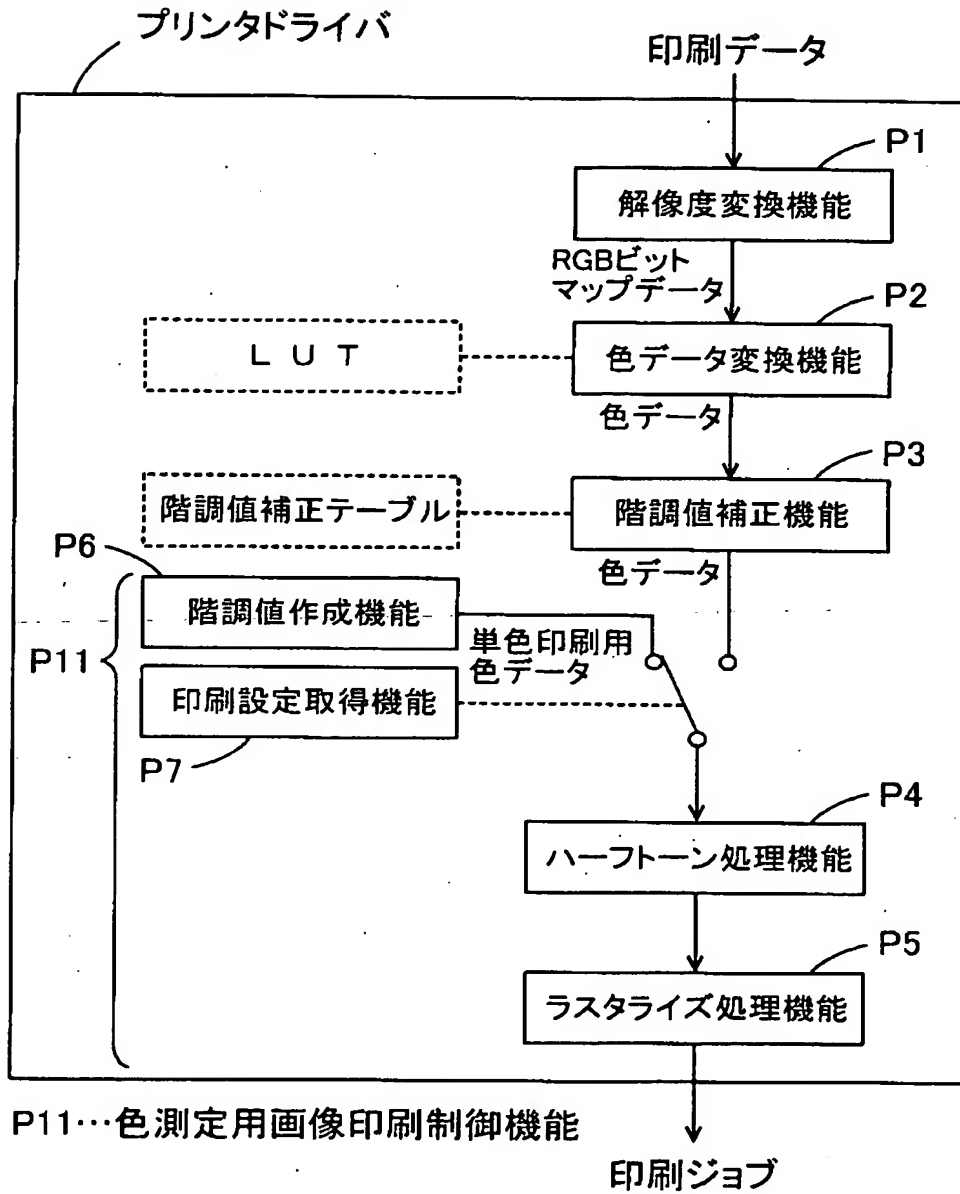 プリンタドライバ
印刷データ
P1
解像度変換機能
RGBビット
マップデータ
P2
LUT
色データ変換機能
色データ
P3
階調値補正テーブル
階調値補正機能
P6
色データ
階調値作成機能
単色印刷用
色データ
P11
印刷設定取得機能
P7
P4
ハーフトーン処理機能
P5
ラスタライズ処理機能
P11…色測定用画像印刷制御機能
印刷ジョブ